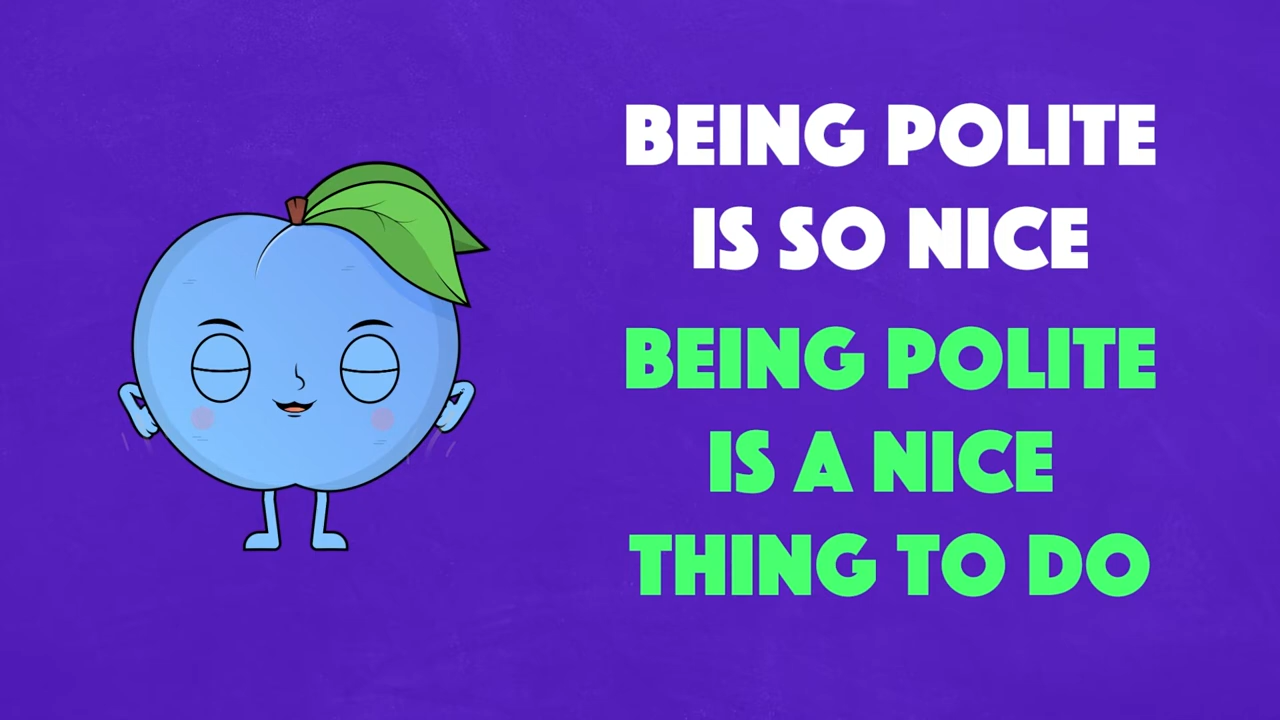 BEING POLITE
IS SO NICE
BEING POLITE
IS A NICE
THING TO DO